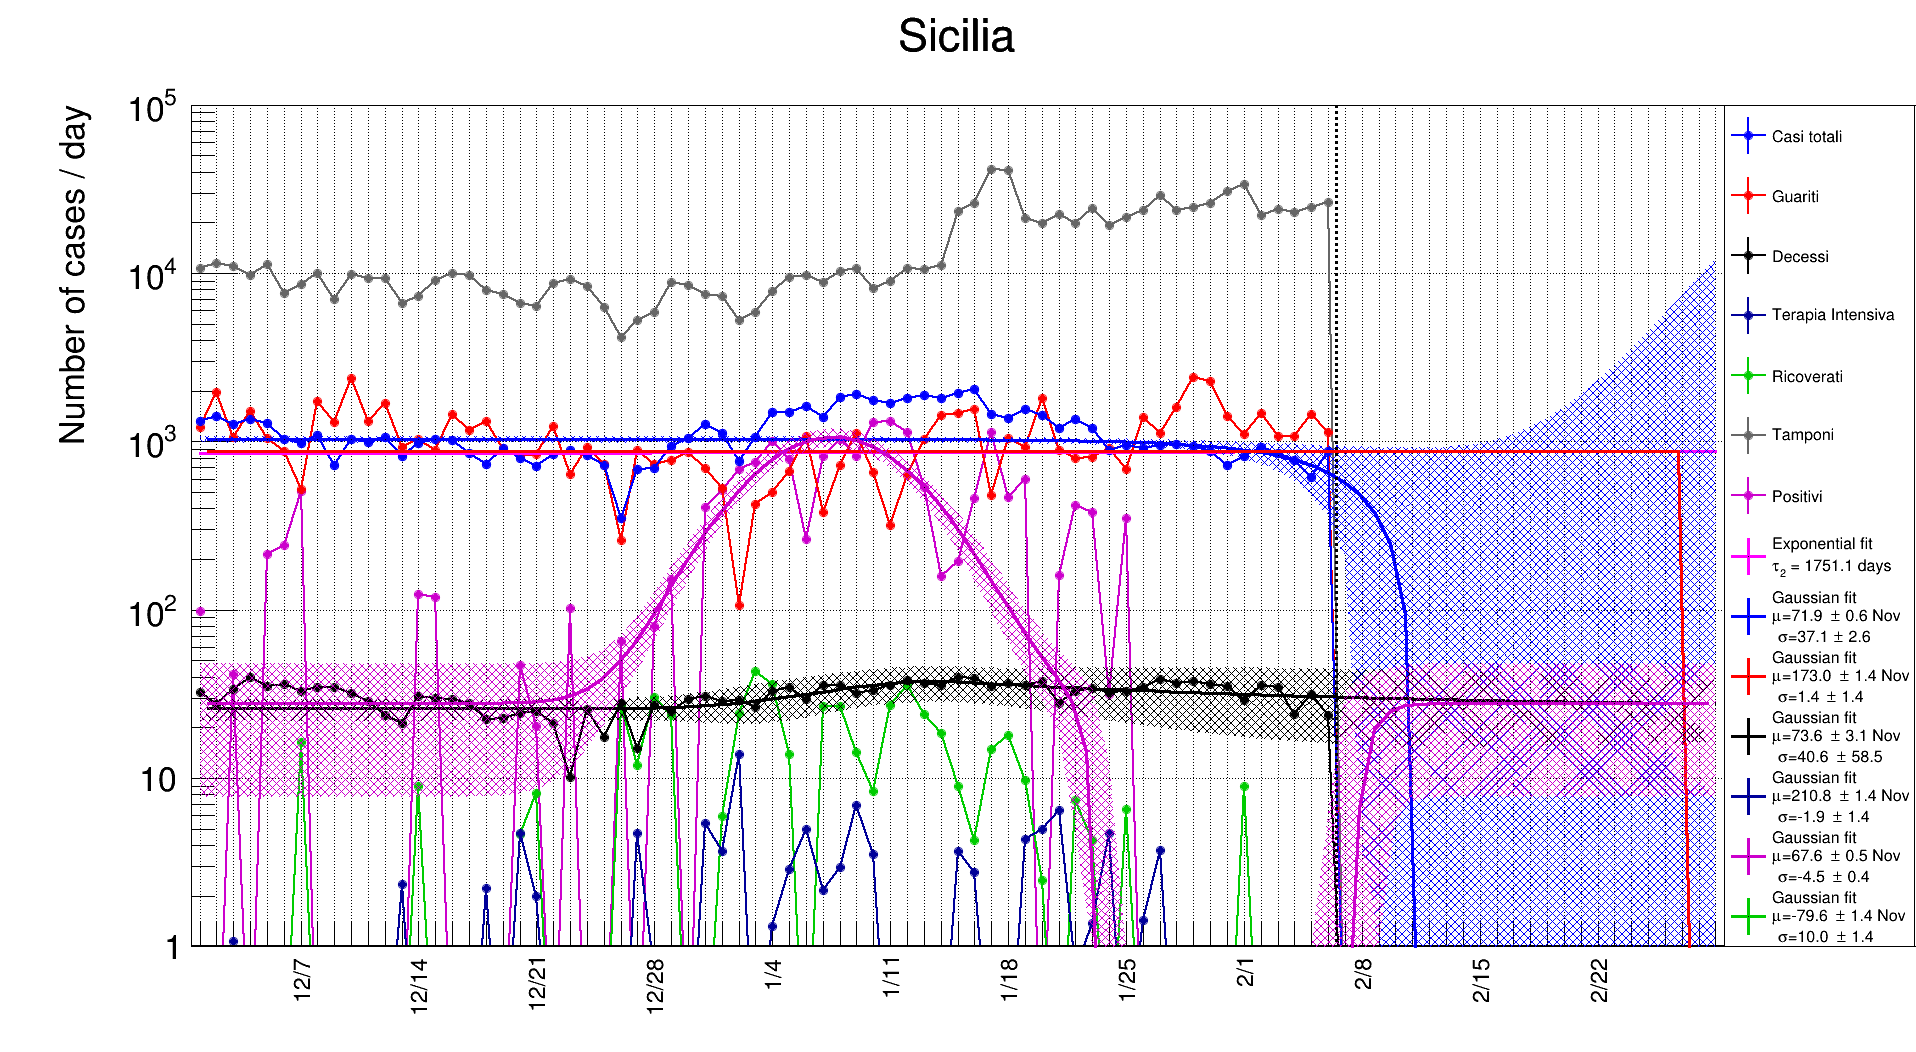 Sicilia
Number of cases / day
10^5
10^4
10^3
10^2
10
1
12/7
12/14
12/21
12/28
1/4
1/11
1/18
1/25
2/1
2/8
2/15
2/22
Casi totali
Guariti
Decessi
Terapia Intensiva
Ricoverati
Tamponi
Positivi
Exponential fit
τ_2 = 1751.1 days
Gaussian fit
μ=71.9 ± 0.6 Nov
σ=37.1 ± 2.6
Gaussian fit
μ=173.0 ± 1.4 Nov
σ=1.4 ± 1.4
Gaussian fit
μ=73.6 ± 3.1 Nov
σ=40.6 ± 58.5
Gaussian fit
μ=210.8 ± 1.4 Nov
σ=-1.9 ± 1.4
Gaussian fit
μ=67.6 ± 0.5 Nov
σ=-4.5 ± 0.4
Gaussian fit
μ=-79.6 ± 1.4 Nov
σ=10.0 ± 1.4